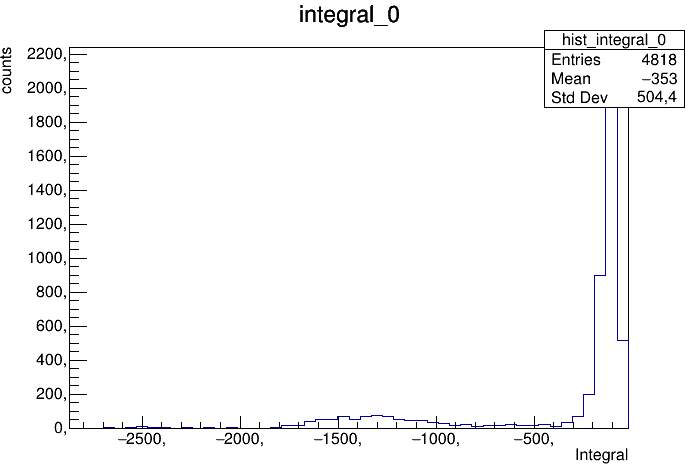 integral_0
hist_integral_0
Entries 4818
Mean −353
Std Dev 504,4
counts
2200,
2000,
1800,
1600,
1400,
1200,
1000,
800,
600,
400,
200,
0,
−2500, −2000, −1500, −1000, −500,
Integral